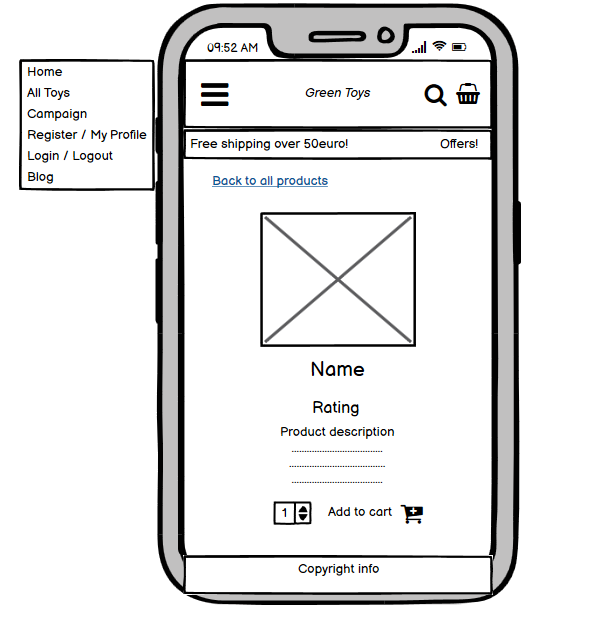 09:52 AM
Home
All Toys
Campaign
Register / My Profile
Login / Logout
Blog
Green Toys
Free shipping over 50euro! Offers!
Back to all products
Name
Rating
Product description
1 Add to cart
Copyright info